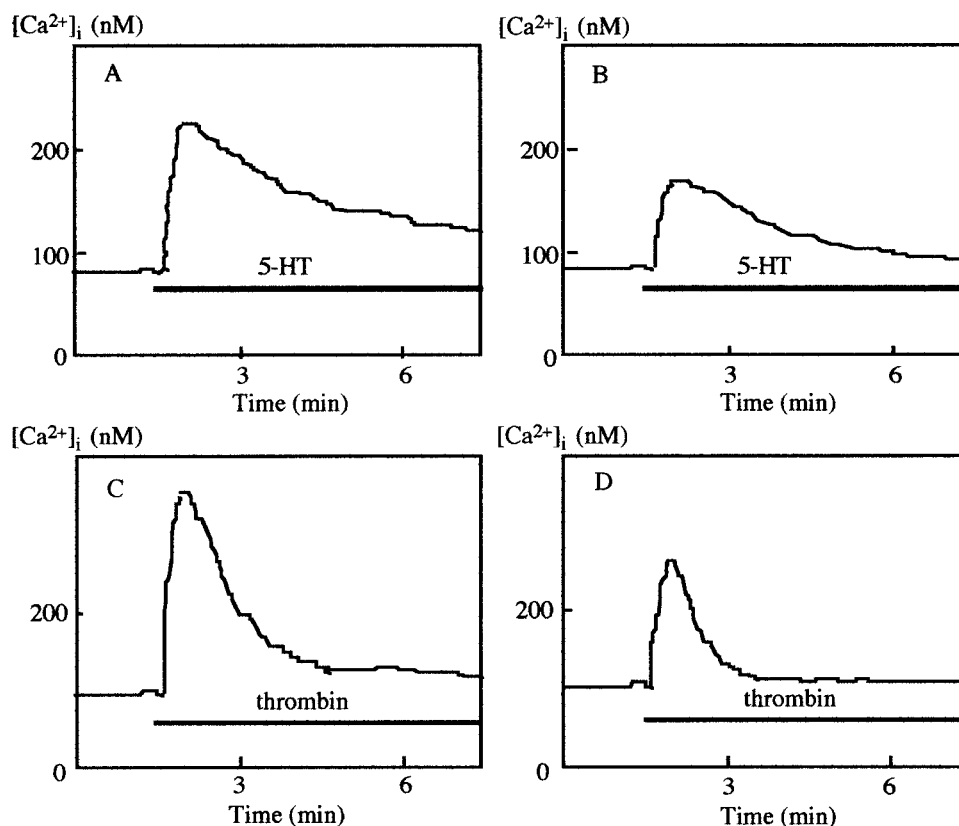 [Ca²⁺]i (nM)
A
200
100
0
5-HT
3
6
Time (min)
[Ca²⁺]i (nM)
B
200
100
0
5-HT
3
6
Time (min)
[Ca²⁺]i (nM)
C
200
0
thrombin
3
6
Time (min)
[Ca²⁺]i (nM)
D
200
0
thrombin
3
6
Time (min)